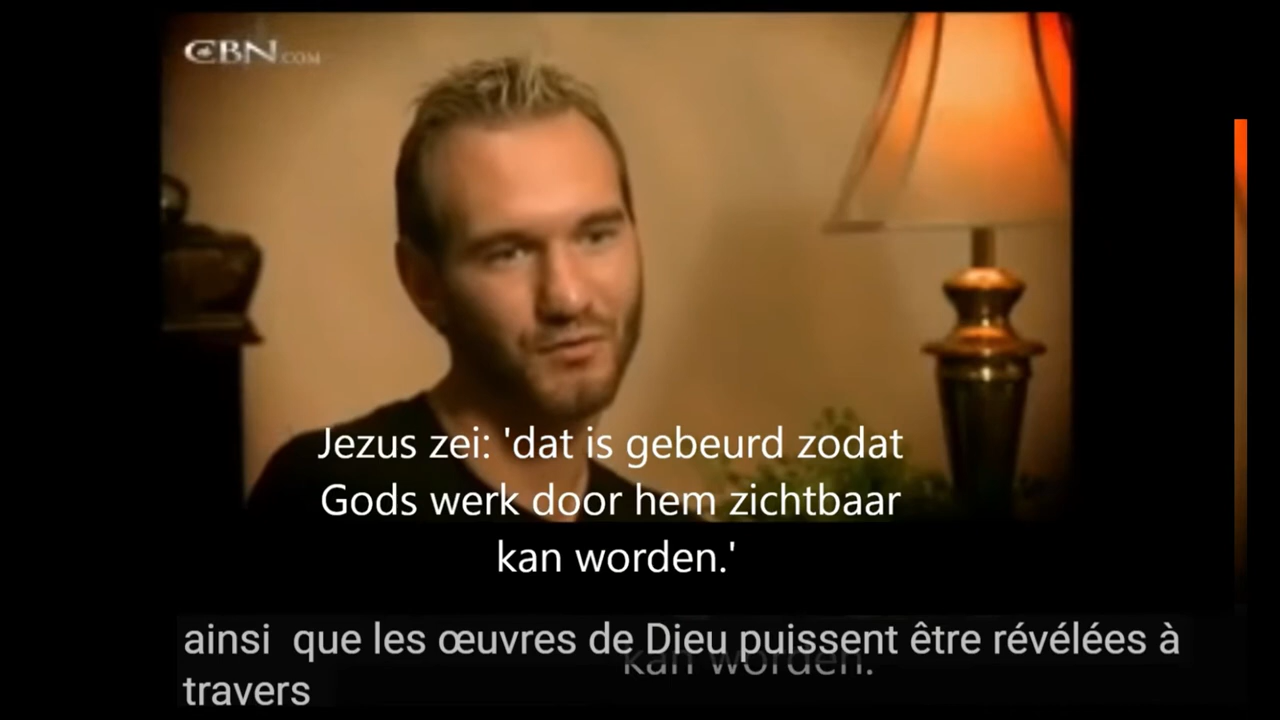 CBN.COM
Jezus zei: 'dat is gebeurd zodat
Gods werk door hem zichtbaar
kan worden.'
ainsi que les œuvres de Dieu puissent être révélées à
kan worden.
travers